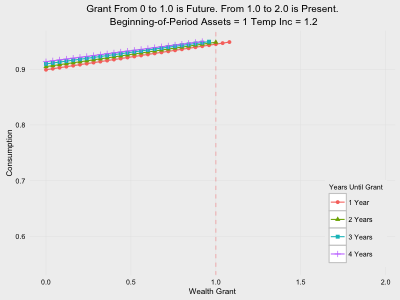 Grant From 0 to 1.0 is Future. From 1.0 to 2.0 is Present.
Beginning-of-Period Assets = 1 Temp Inc = 1.2
0.9
0.8
0.7
0.6
Consumption
0.0
0.5
1.0
1.5
2.0
Wealth Grant
Years Until Grant
1 Year
2 Years
3 Years
4 Years